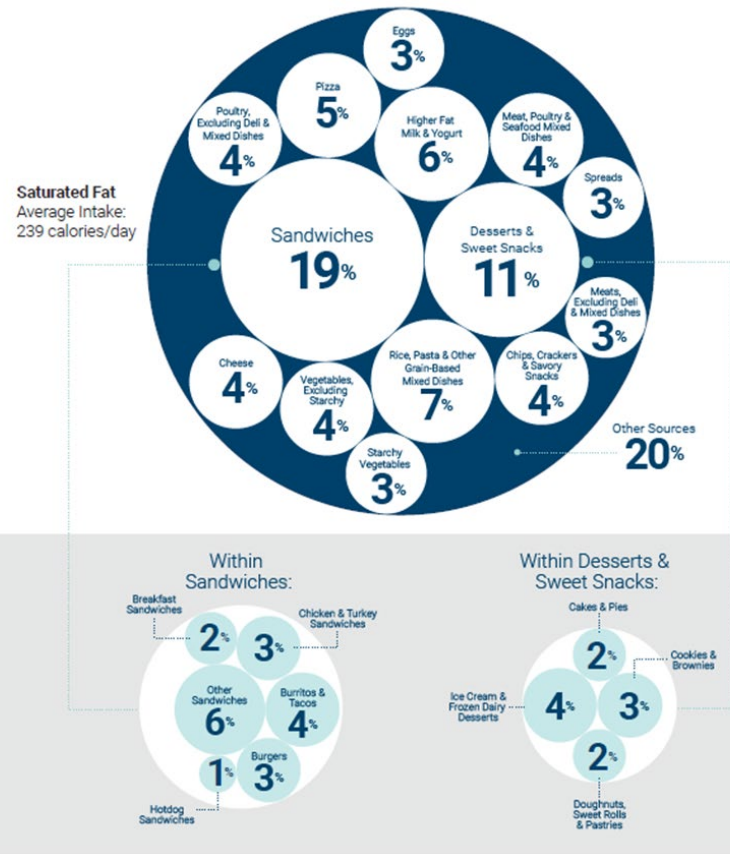 Eggs
3%
Pizza
5%
Poultry,
Excluding Deli &
Mixed Dishes
4%
Higher Fat
Milk & Yogurt
6%
Meat, Poultry &
Seafood Mixed
Dishes
4%
Spreads
3%
Saturated Fat
Average Intake:
239 calories/day
Sandwiches
19%
Desserts &
Sweet Snacks
11%
Meats,
Excluding Deli
& Mixed Dishes
3%
Cheese
4%
Vegetables,
Excluding
Starchy
4%
Rice, Pasta & Other
Grain-Based
Mixed Dishes
7%
Chips, Crackers
& Savory
Snacks
4%
Starchy
Vegetables
3%
Other Sources
20%
Within
Sandwiches:
Breakfast
Sandwiches
2%
Chicken & Turkey
Sandwiches
3%
Other
Sandwiches
6%
Burritos &
Tacos
4%
Burgers
3%
1%
Hotdog
Sandwiches
Within Desserts &
Sweet Snacks:
Cakes & Pies
2%
Cookies &
Brownies
3%
Ice Cream &
Frozen Dairy
Desserts
4%
2%
Doughnuts,
Sweet Rolls
& Pastries